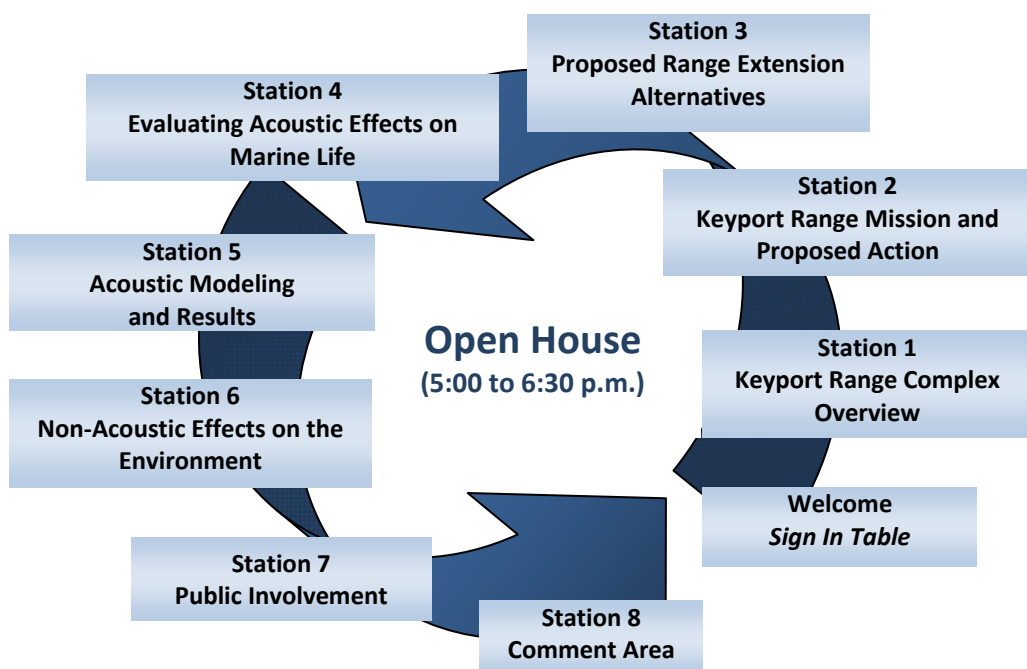 Station 3
Proposed Range Extension
Alternatives
Station 4
Evaluating Acoustic Effects on
Marine Life
Station 2
Keyport Range Mission and
Proposed Action
Station 5
Acoustic Modeling
and Results
Open House
(5:00 to 6:30 p.m.)
Station 1
Keyport Range Complex
Overview
Station 6
Non-Acoustic Effects on the
Environment
Welcome
Sign In Table
Station 7
Public Involvement
Station 8
Comment Area